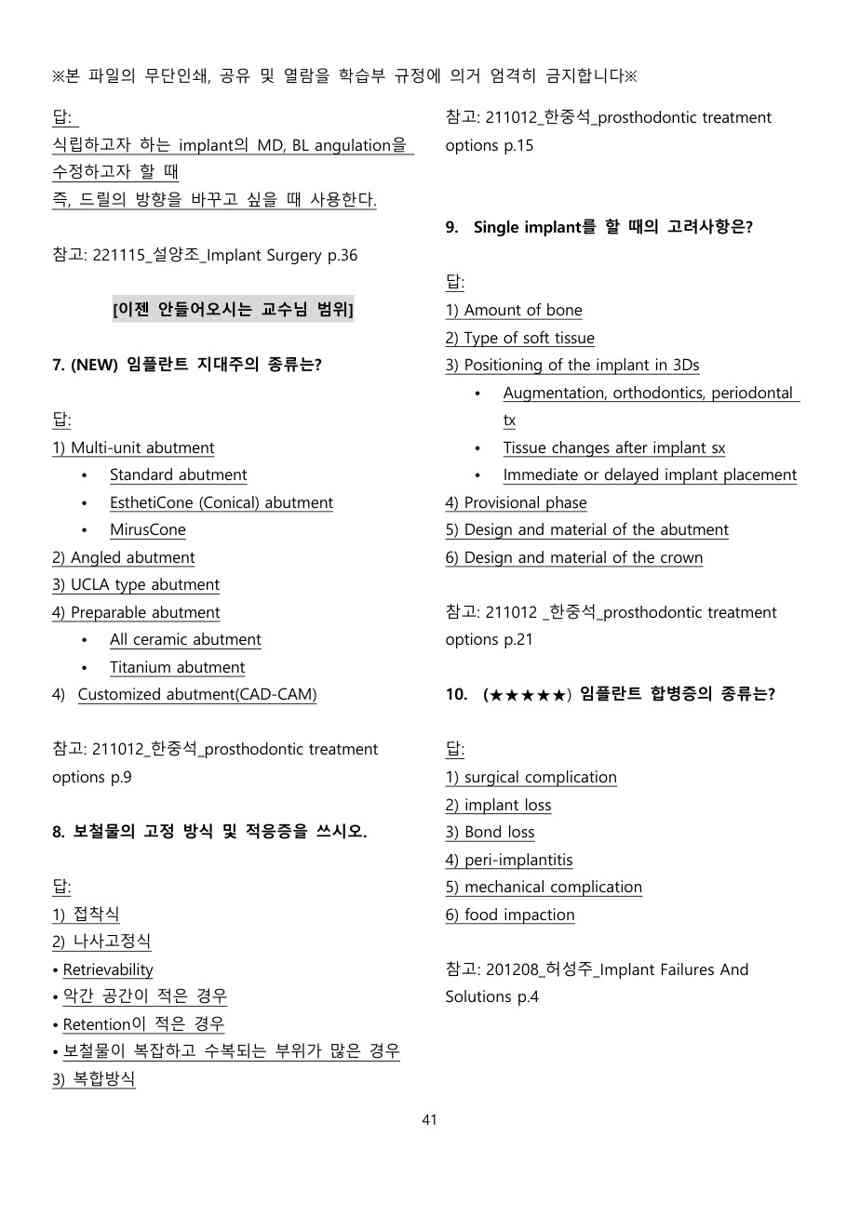 ※본 파일의 무단인쇄, 공유 및 열람을 학습부 규정에 의거 엄격히 금지합니다※
답:
식립하고자 하는 implant의 MD, BL angulation을
수정하고자 할 때
즉, 드릴의 방향을 바꾸고 싶을 때 사용한다.
참고: 221115_설양조_Implant Surgery p.36
[이젠 안들어오시는 교수님 범위]
7. (NEW) 임플란트 지대주의 종류는?
답:
1) Multi-unit abutment
• Standard abutment
• EsthetiCone (Conical) abutment
• MirusCone
2) Angled abutment
3) UCLA type abutment
4) Preparable abutment
• All ceramic abutment
• Titanium abutment
4) Customized abutment(CAD-CAM)
참고: 211012_한중석_prosthodontic treatment
options p.9
8. 보철물의 고정 방식 및 적응증을 쓰시오.
답:
1) 접착식
2) 나사고정식
• Retrievability
• 악간 공간이 적은 경우
• Retention이 적은 경우
• 보철물이 복잡하고 수복되는 부위가 많은 경우
3) 복합방식
참고: 211012_한중석_prosthodontic treatment
options p.15
9. Single implant를 할 때의 고려사항은?
답:
1) Amount of bone
2) Type of soft tissue
3) Positioning of the implant in 3Ds
• Augmentation, orthodontics, periodontal
tx
• Tissue changes after implant sx
• Immediate or delayed implant placement
4) Provisional phase
5) Design and material of the abutment
6) Design and material of the crown
참고: 211012 _한중석_prosthodontic treatment
options p.21
10. (★★★★★) 임플란트 합병증의 종류는?
답:
1) surgical complication
2) implant loss
3) Bond loss
4) peri-implantitis
5) mechanical complication
6) food impaction
참고: 201208_허성주_Implant Failures And
Solutions p.4
41